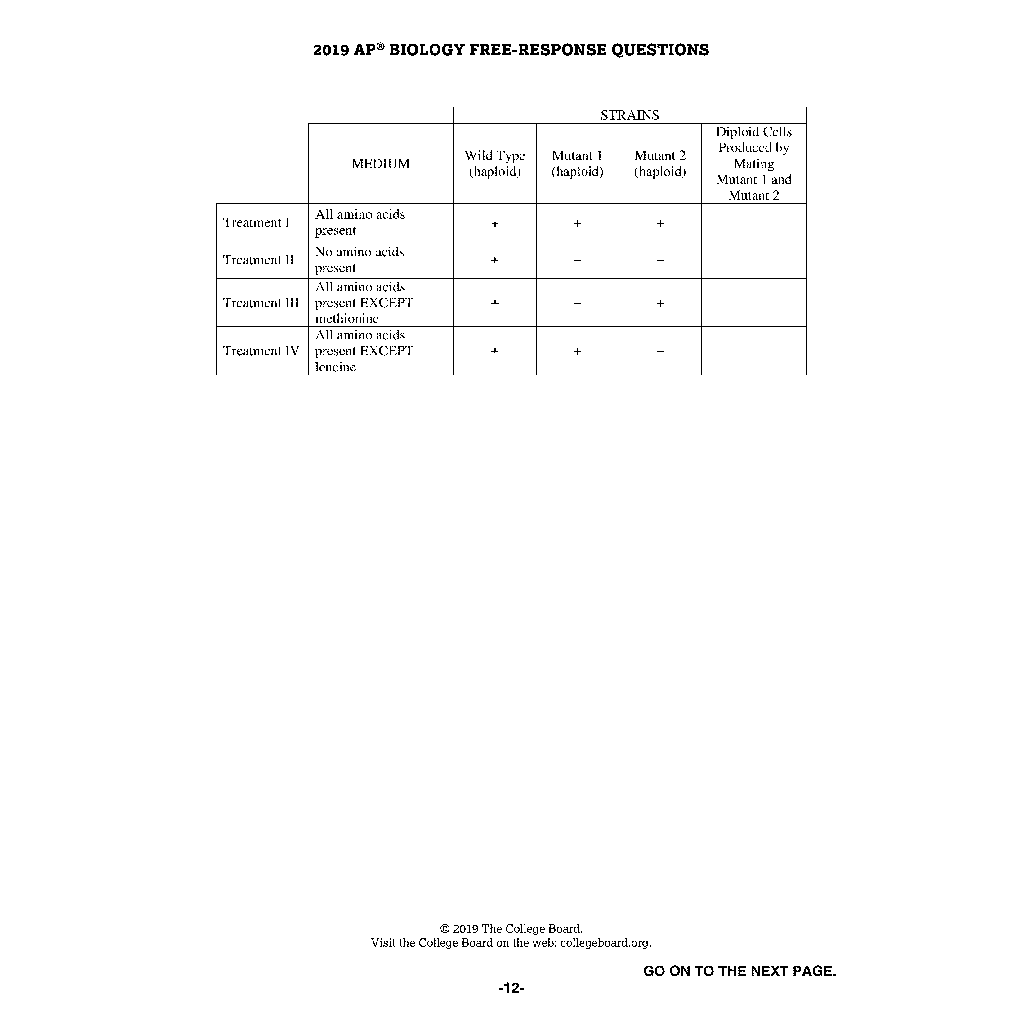 2019 AP® BIOLOGY FREE-RESPONSE QUESTIONS
STRAINS
MEDIUM
Wild Type
(haploid)
Mutant 1
(haploid)
Mutant 2
(haploid)
Diploid Cells
Produced by
Mating
Mutant 1 and
Mutant 2
Treatment I
All amino acids
present
+
+
+
Treatment II
No amino acids
present
+
–
–
Treatment III
All amino acids
present EXCEPT
methionine
+
–
+
Treatment IV
All amino acids
present EXCEPT
leucine
+
+
–
© 2019 The College Board.
Visit the College Board on the web: collegeboard.org.
GO ON TO THE NEXT PAGE.
-12-